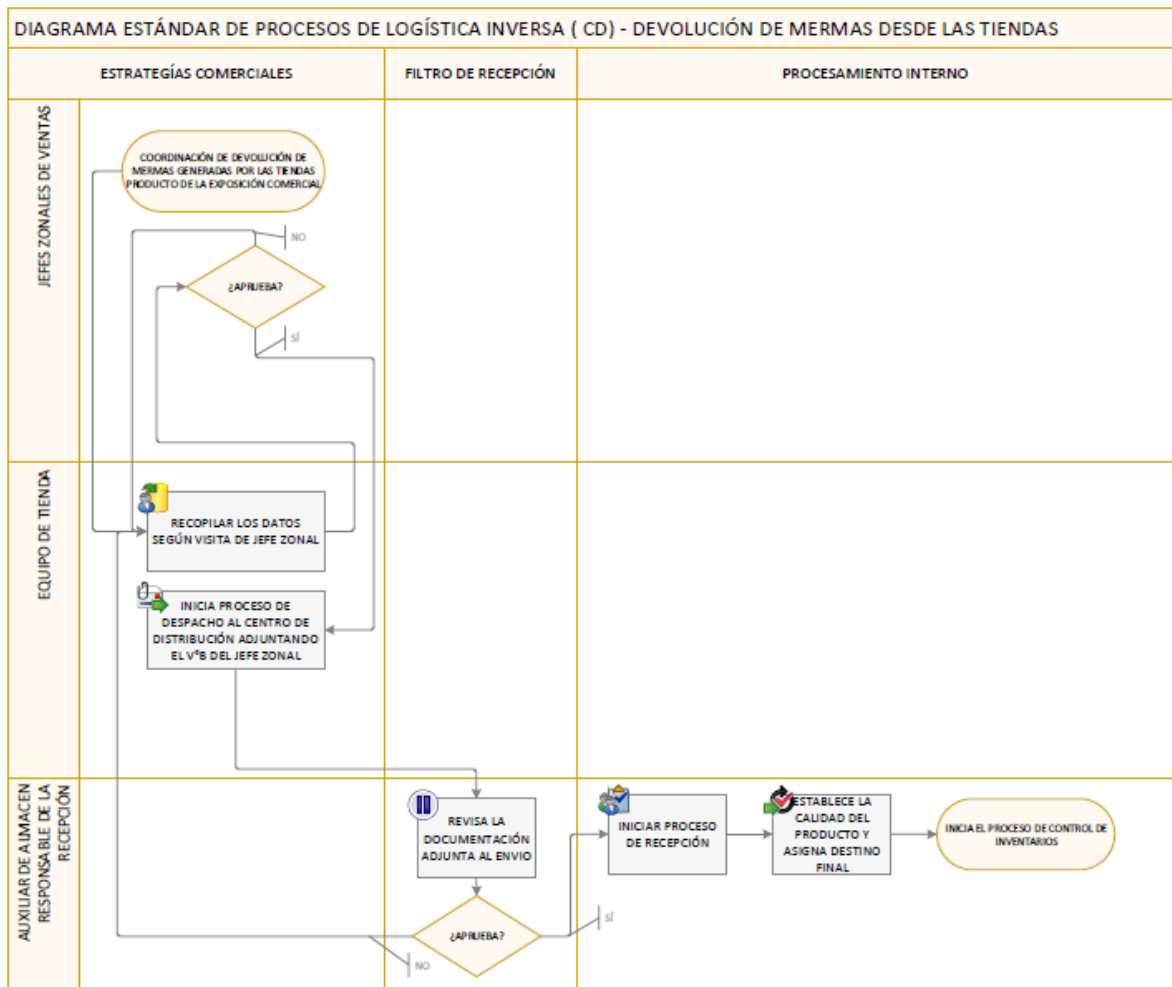 DIAGRAMA ESTÁNDAR DE PROCESOS DE LOGÍSTICA INVERSA ( CD) - DEVOLUCIÓN DE MERMAS DESDE LAS TIENDAS
ESTRATEGÍAS COMERCIALES
FILTRO DE RECEPCIÓN
PROCESAMIENTO INTERNO
JEFES ZONALES DE VENTAS
COORDINACIÓN DE DEVOLUCIÓN DE
MERMAS GENERADAS POR LAS TIENDAS
PRODUCTO DE LA EXPOSICIÓN COMERCIAL
NO
¿APRUEBA?
SÍ
EQUIPO DE TIENDA
RECOPILAR LOS DATOS
SEGÚN VISITA DE JEFE ZONAL
INICIA PROCESO DE
DESPACHO AL CENTRO DE
DISTRIBUCIÓN ADJUNTANDO
EL V°B DEL JEFE ZONAL
AUXILIAR DE ALMACEN
RESPONSABLE DE LA
RECEPCIÓN
REVISA LA
DOCUMENTACIÓN
ADJUNTA AL ENVIO
¿APRUEBA?
NO
SÍ
INICIAR PROCESO
DE RECEPCIÓN
ESTABLECE LA
CALIDAD DEL
PRODUCTO Y
ASIGNA DESTINO
FINAL
INICIA EL PROCESO DE CONTROL DE
INVENTARIOS